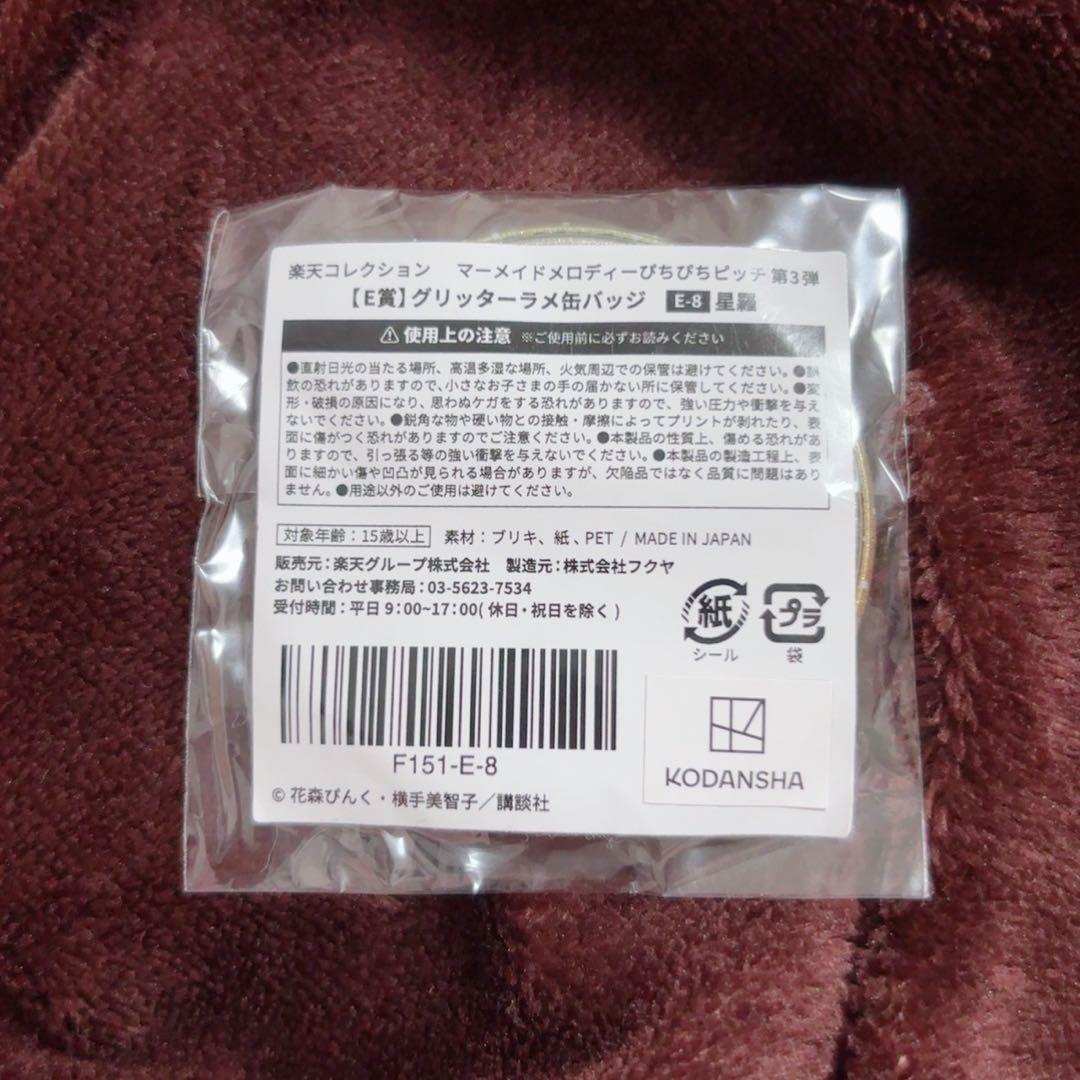 楽天コレクション　マーメイドメロディーぴちぴちピッチ 第3弾
【E賞】グリッターラメ缶バッジ E-8 星羅
⚠ 使用上の注意 ※ご使用前に必ずお読みください
●直射日光の当たる場所、高温多湿な場所、火気周辺での保管は避けてください。●誤
飲の恐れがありますので、小さなお子さまの手の届かない所に保管してください。●変
形・破損の原因になり、思わぬケガをする恐れがありますので、強い圧力や衝撃を与え
ないでください。●鋭角な物や硬い物との接触・摩擦によってプリントが剥れたり、表
面に傷がつく恐れがありますのでご注意ください。●本製品の性質上、傷める恐れがあ
りますので、引っ張る等の強い衝撃を与えないでください。●本製品の製造工程上、表
面に細かい傷や凹凸が見られる場合がありますが、欠陥品ではなく品質に問題はあり
ません。●用途以外のご使用は避けてください。
対象年齢：15歳以上 素材：ブリキ、紙、PET / MADE IN JAPAN
販売元：楽天グループ株式会社　製造元：株式会社フクヤ
お問い合わせ事務局：03-5623-7534
受付時間：平日 9：00~17：00( 休日・祝日を除く )
紙 プラ
シール 袋
F151-E-8
KODANSHA
© 花森ぴんく・横手美智子／講談社